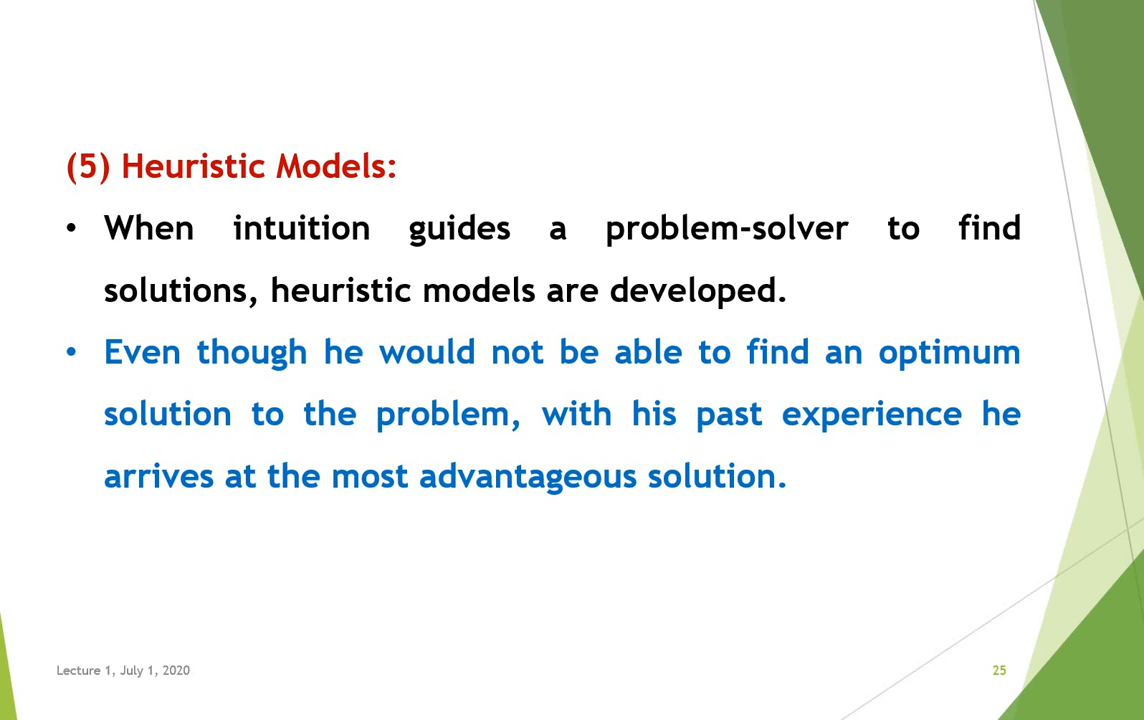 (5) Heuristic Models:
• When intuition guides a problem-solver to find
solutions, heuristic models are developed.
• Even though he would not be able to find an optimum
solution to the problem, with his past experience he
arrives at the most advantageous solution.
Lecture 1, July 1, 2020
25